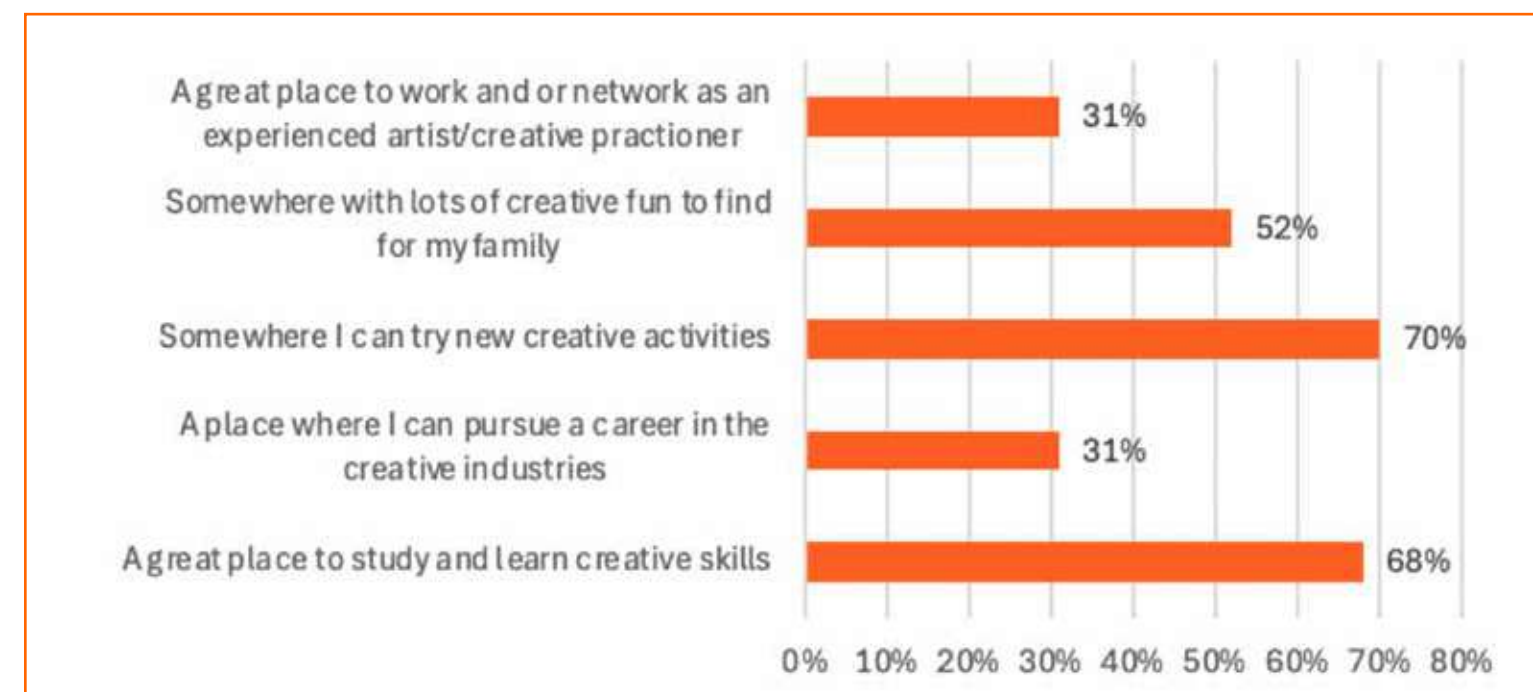 A great place to work and or network as an
experienced artist/creative practioner
31%
Somewhere with lots of creative fun to find
for my family
52%
Somewhere I can try new creative activities
70%
A place where I can pursue a career in the
creative industries
31%
A great place to study and learn creative skills
68%
0% 10% 20% 30% 40% 50% 60% 70% 80%